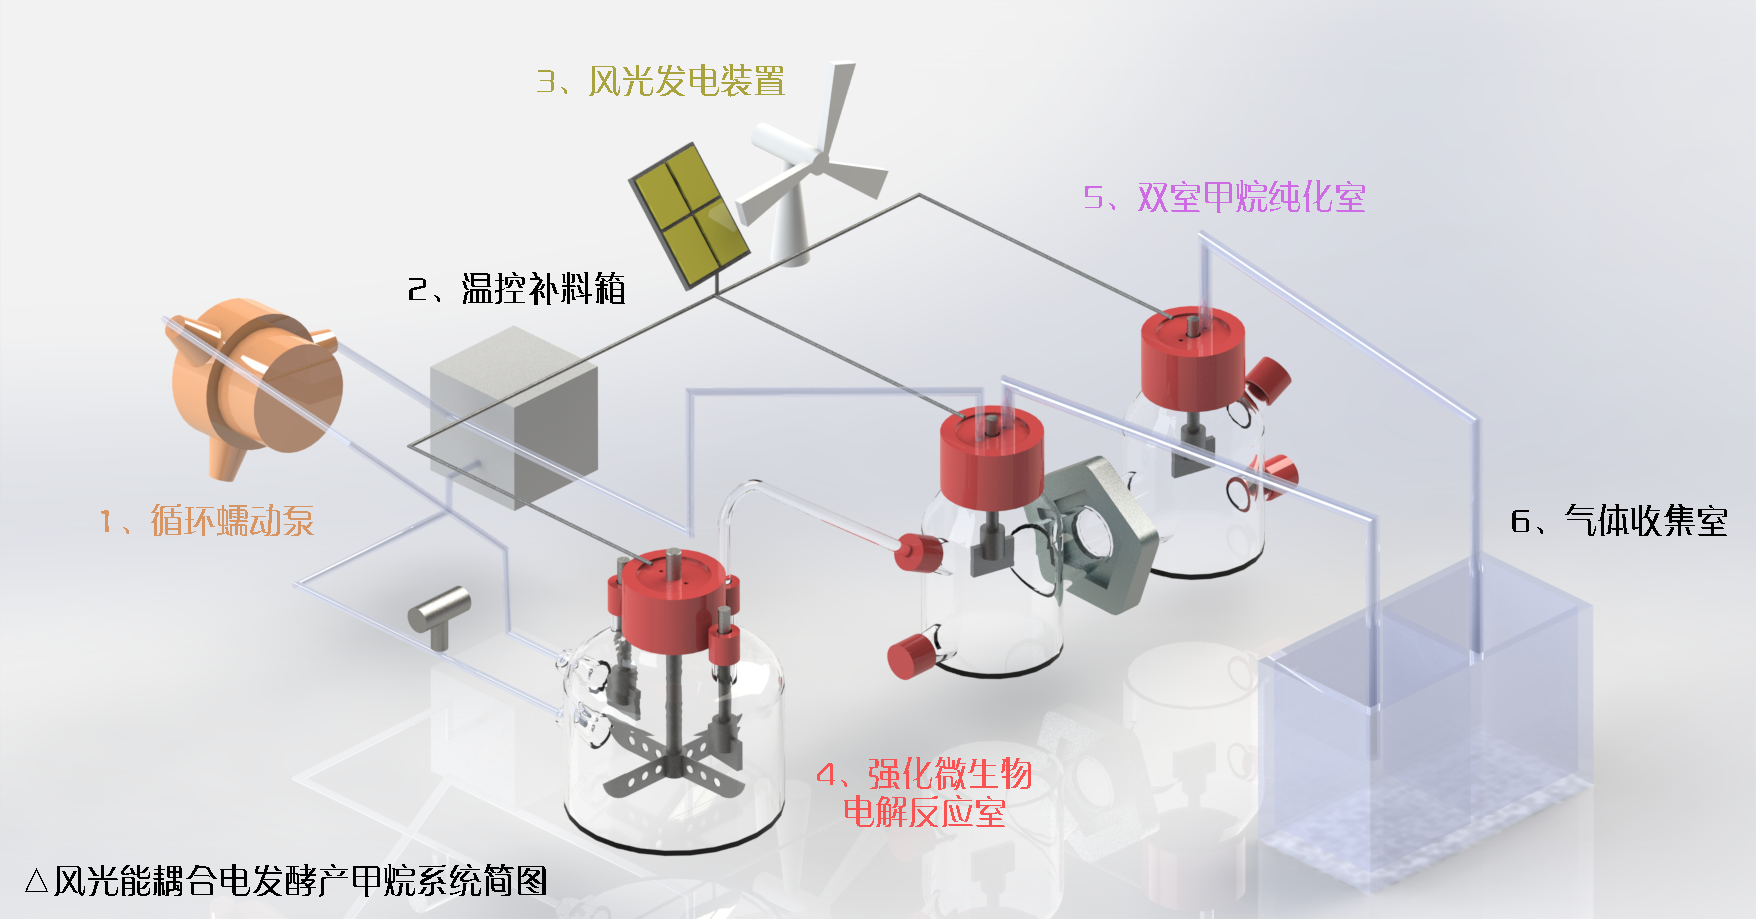 3、风光发电装置
5、双室甲烷纯化室
2、温控补料箱
1、循环蠕动泵
6、气体收集室
4、强化微生物
电解反应室
△风光能耦合电发酵产甲烷系统简图